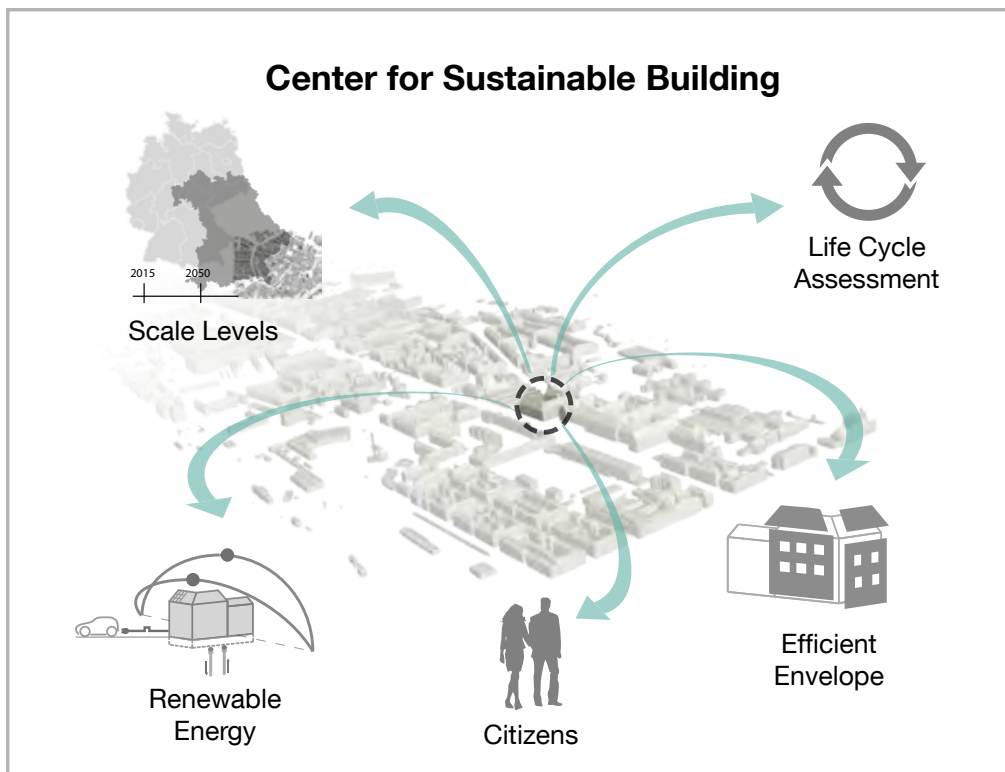 Center for Sustainable Building
2015
2050
Scale Levels
Life Cycle
Assessment
Renewable
Energy
Citizens
Efficient
Envelope